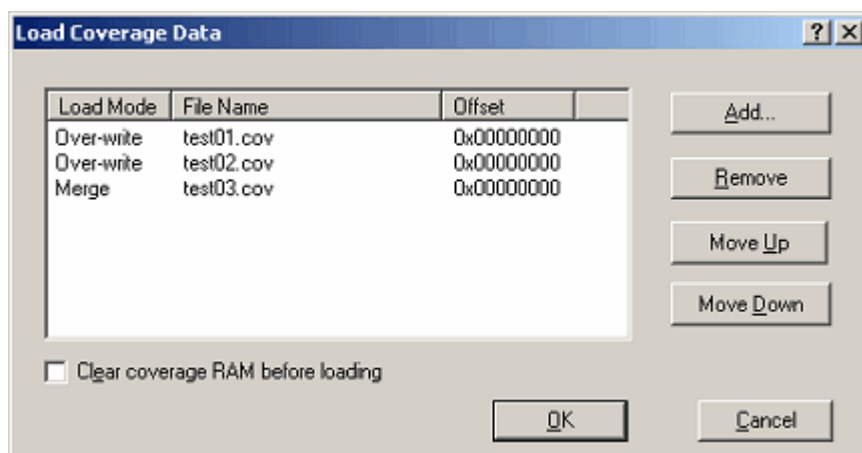 Load Coverage Data
Load Mode File Name Offset
Over-write test01.cov 0x00000000
Over-write test02.cov 0x00000000
Merge test03.cov 0x00000000
Add...
Remove
Move Up
Move Down
Clear coverage RAM before loading
OK Cancel